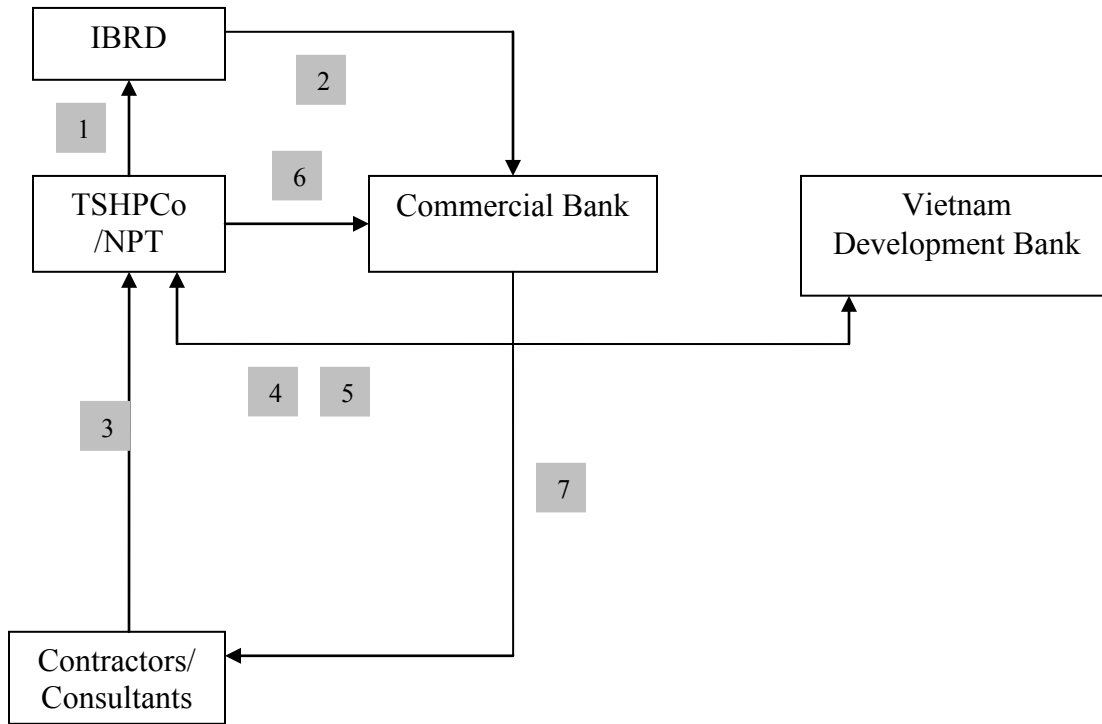 IBRD
2
1
6
TSHPCo
/NPT
Commercial Bank
Vietnam
Development Bank
4
5
3
7
Contractors/
Consultants